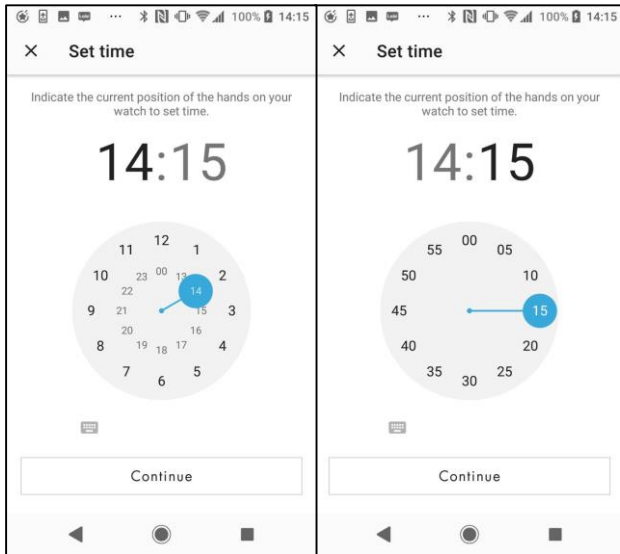 100% 14:15
Set time
Indicate the current position of the hands on your
watch to set time.
14:15
12
11 1
10 2
23 00 13
22 14
9 21 15 3
20 16
19 18 17
8 4
7 5
6
Continue
100% 14:15
Set time
Indicate the current position of the hands on your
watch to set time.
14:15
00
55 05
50 10
45 15
40 20
35 25
30
Continue